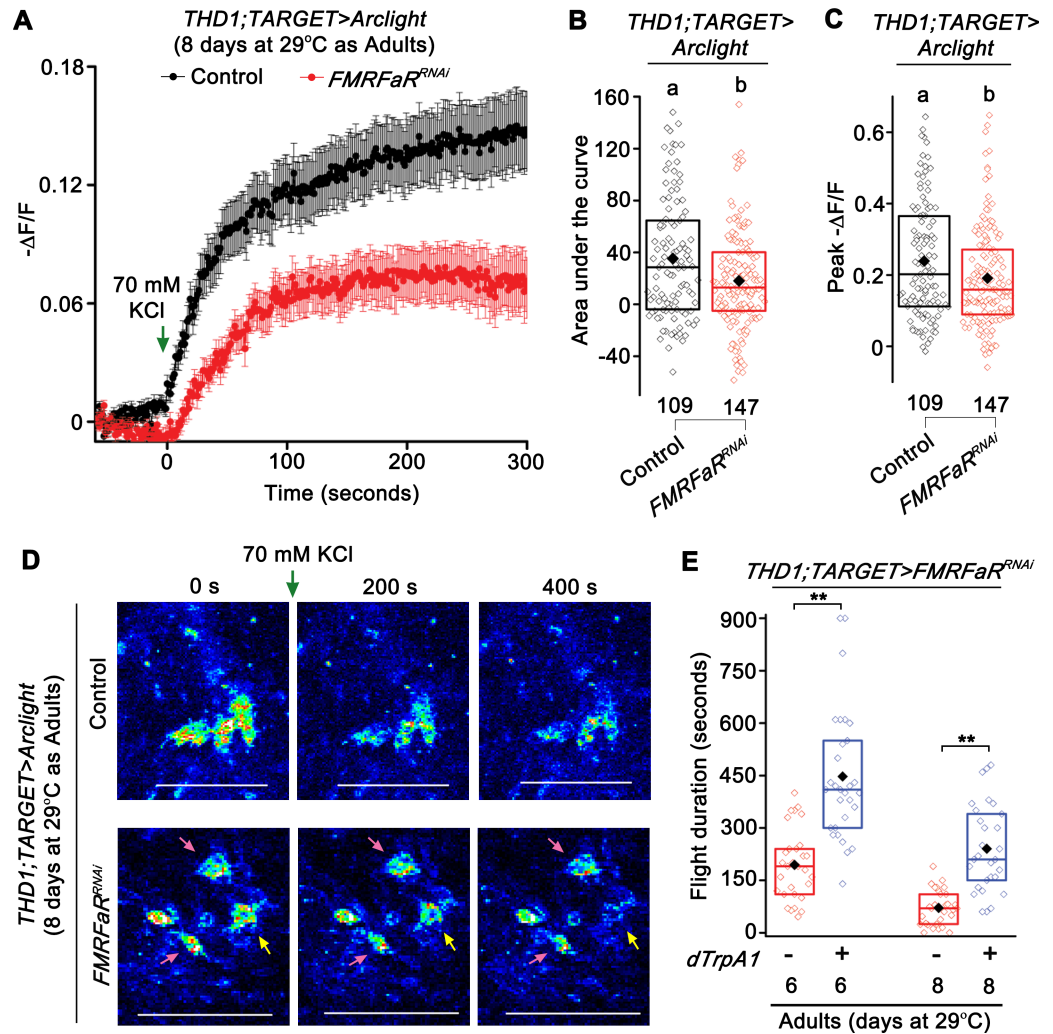 A
THD1;TARGET>Arclight
(8 days at 29°C as Adults)
Control
FMRFaR^RNAi
0.18
0.12
0.06
0
-ΔF/F
70 mM
KCl
0
100
200
300
Time (seconds)
B
THD1;TARGET>
Arclight
a
b
160
120
80
40
0
-40
Area under the curve
109
147
Control
FMRFaR^RNAi
C
THD1;TARGET>
Arclight
a
b
0.6
0.4
0.2
0
Peak -ΔF/F
109
147
Control
FMRFaR^RNAi
D
70 mM KCl
0 s
200 s
400 s
THD1;TARGET>Arclight
(8 days at 29°C as Adults)
Control
FMRFaR^RNAi
E
THD1;TARGET>FMRFaR^RNAi
**
**
900
750
600
450
300
150
0
Flight duration (seconds)
dTrpA1
-
+
-
+
6
6
8
8
Adults (days at 29°C)